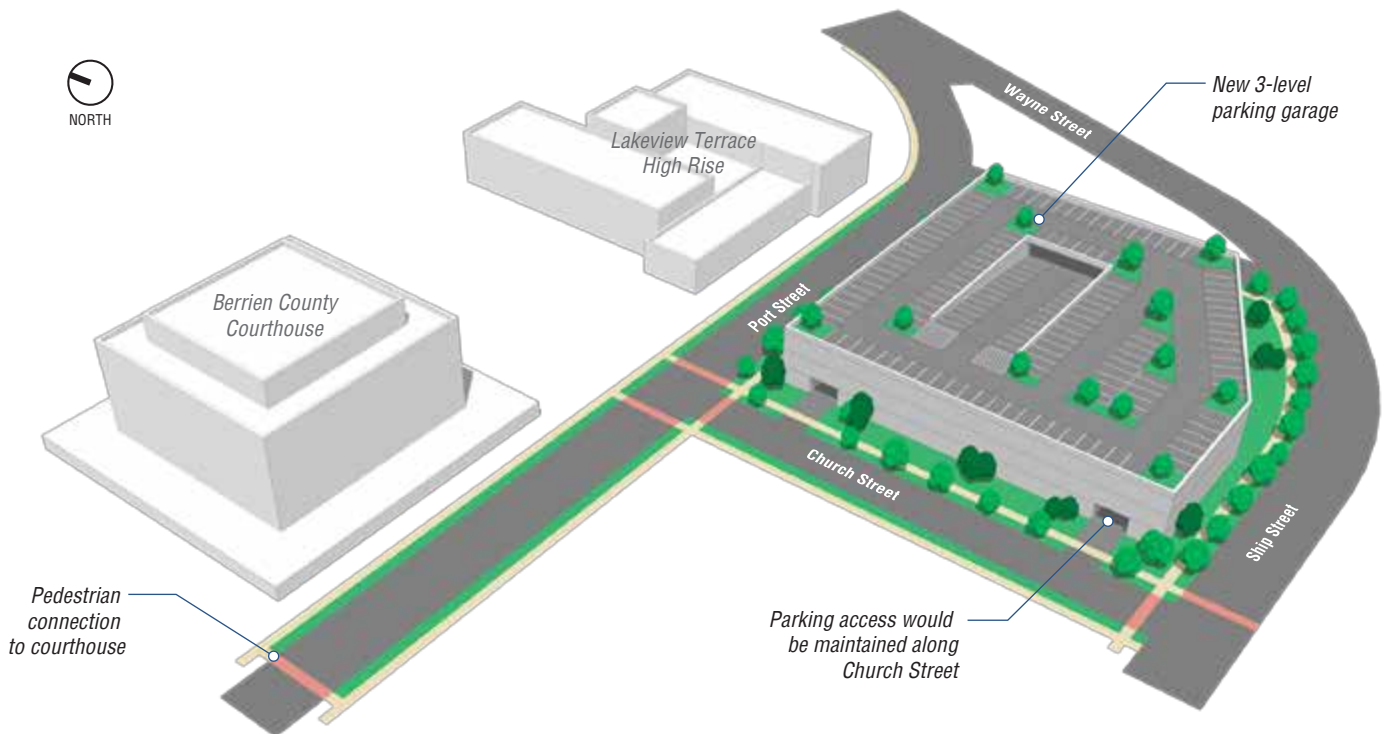 NORTH
Wayne Street
New 3-level
parking garage
Lakeview Terrace
High Rise
Berrien County
Courthouse
Port Street
Church Street
Ship Street
Pedestrian
connection
to courthouse
Parking access would
be maintained along
Church Street